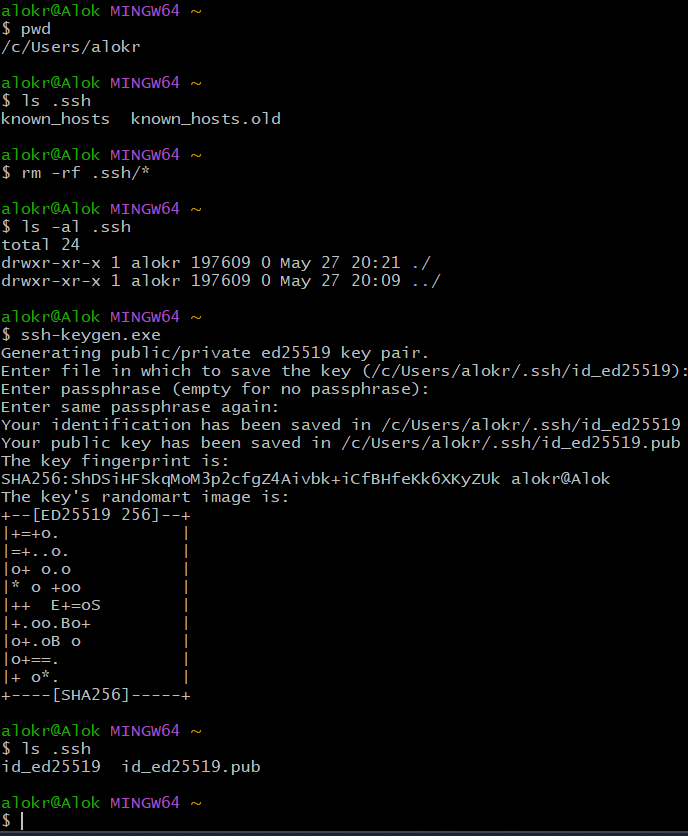 alokr@Alok MINGW64 ~
$ pwd
/c/Users/alokr

alokr@Alok MINGW64 ~
$ ls .ssh
known_hosts  known_hosts.old

alokr@Alok MINGW64 ~
$ rm -rf .ssh/*

alokr@Alok MINGW64 ~
$ ls -al .ssh
total 24
drwxr-xr-x 1 alokr 197609 0 May 27 20:21 ./
drwxr-xr-x 1 alokr 197609 0 May 27 20:09 ../

alokr@Alok MINGW64 ~
$ ssh-keygen.exe
Generating public/private ed25519 key pair.
Enter file in which to save the key (/c/Users/alokr/.ssh/id_ed25519):
Enter passphrase (empty for no passphrase):
Enter same passphrase again:
Your identification has been saved in /c/Users/alokr/.ssh/id_ed25519
Your public key has been saved in /c/Users/alokr/.ssh/id_ed25519.pub
The key fingerprint is:
SHA256:ShDSiHFSkqMoM3p2cfgZ4Aivbk+iCfBHfeKk6XKyZUk alokr@Alok
The key's randomart image is:
+--[ED25519 256]--+
|+=+o.            |
|=+..o.           |
|o+ o.o           |
|* o +oo          |
|++  E+=oS        |
|+.oo.Bo+         |
|o+.oB o          |
|o+==.            |
|+ o*.            |
+----[SHA256]-----+

alokr@Alok MINGW64 ~
$ ls .ssh
id_ed25519  id_ed25519.pub

alokr@Alok MINGW64 ~
$